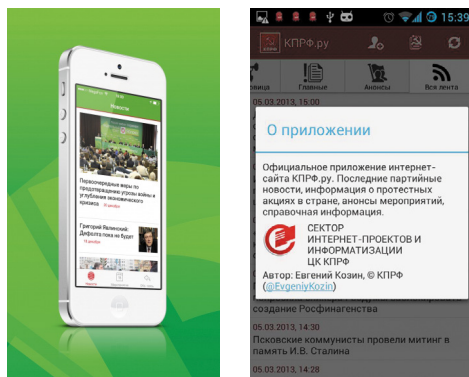 Новости
Первоочередные меры по
предотвращению угрозы войны и
углубления экономического
кризиса
Григорий Явлинский:
Дефолта пока не будет
15:39
КПРФ.ру
Главные
Анонсы
Вся лента
05.03.2013, 15:00
О приложении
Официальное приложение интернет-
сайта КПРФ.ру. Последние партийные
новости, информация о протестных
акциях в стране, анонсы мероприятий,
справочная информация.
СЕКТОР
ИНТЕРНЕТ-ПРОЕКТОВ И
ИНФОРМАТИЗАЦИИ
ЦК КПРФ
Автор: Евгений Козин, © КПРФ
(@EvgeniyKozin)
создание Росфинагенства
05.03.2013, 14:30
Псковские коммунисты провели митинг в
память И.В. Сталина
05.03.2013, 14:28